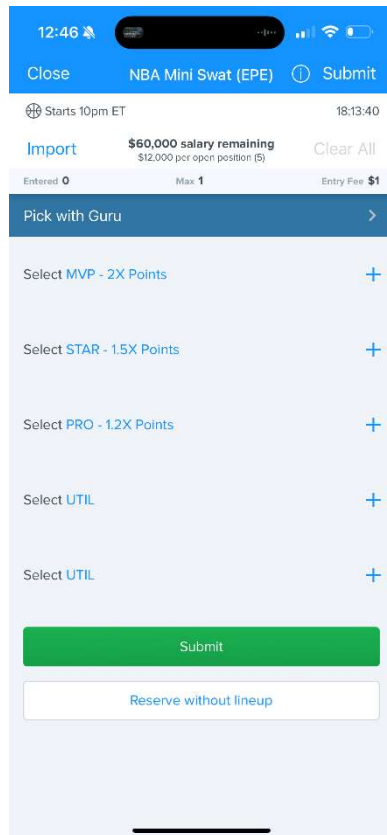 12:46
Close NBA Mini Swat (EPE) Submit
Starts 10pm ET 18:13:40
Import $60,000 salary remaining Clear All
$12,000 per open position (5)
Entered 0 Max 1 Entry Fee $1
Pick with Guru
Select MVP - 2X Points
Select STAR - 1.5X Points
Select PRO - 1.2X Points
Select UTIL
Select UTIL
Submit
Reserve without lineup